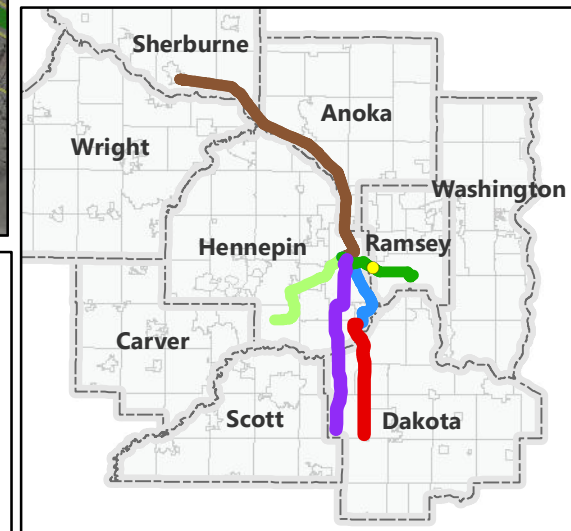 Sherburne
Anoka
Wright
Washington
Hennepin
Ramsey
Carver
Scott
Dakota